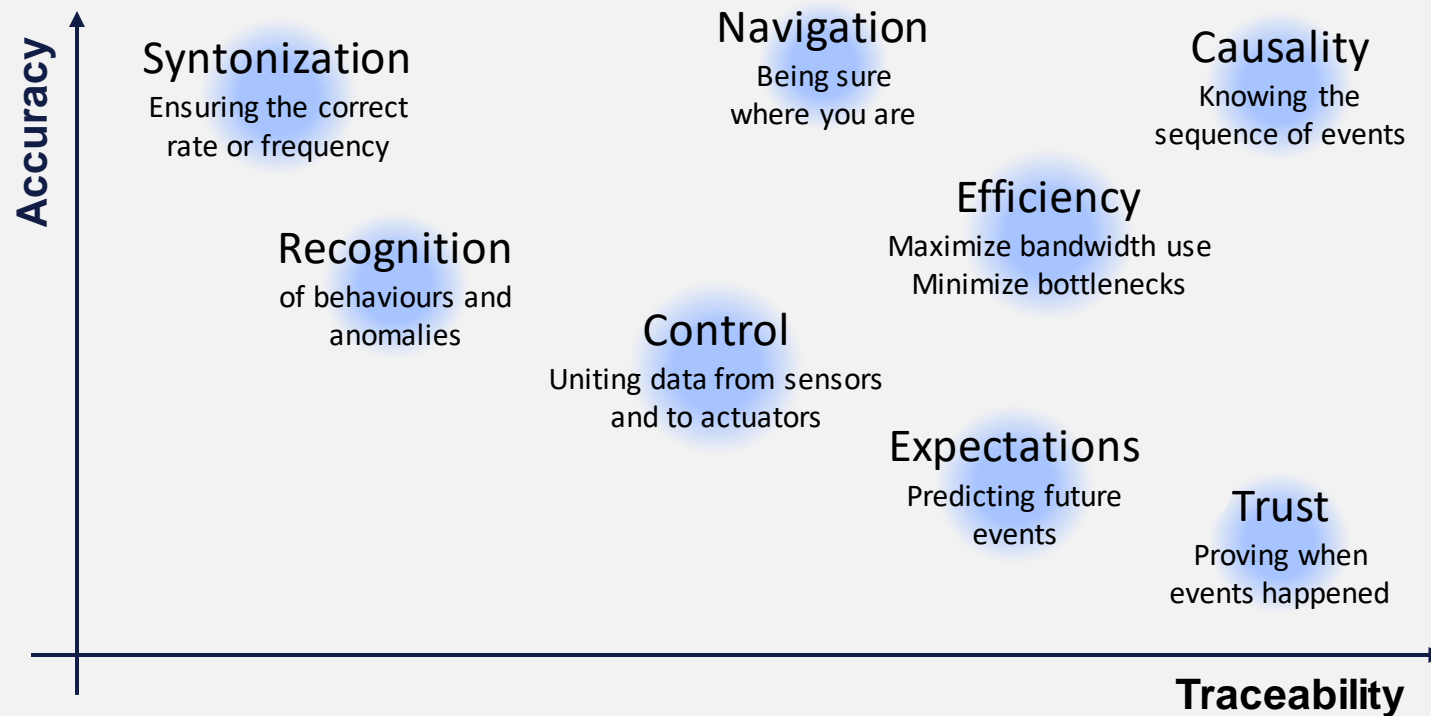 Accuracy
Syntonization
Ensuring the correct
rate or frequency
Navigation
Being sure
where you are
Causality
Knowing the
sequence of events
Efficiency
Maximize bandwidth use
Minimize bottlenecks
Recognition
of behaviours and
anomalies
Control
Uniting data from sensors
and to actuators
Expectations
Predicting future
events
Trust
Proving when
events happened
Traceability